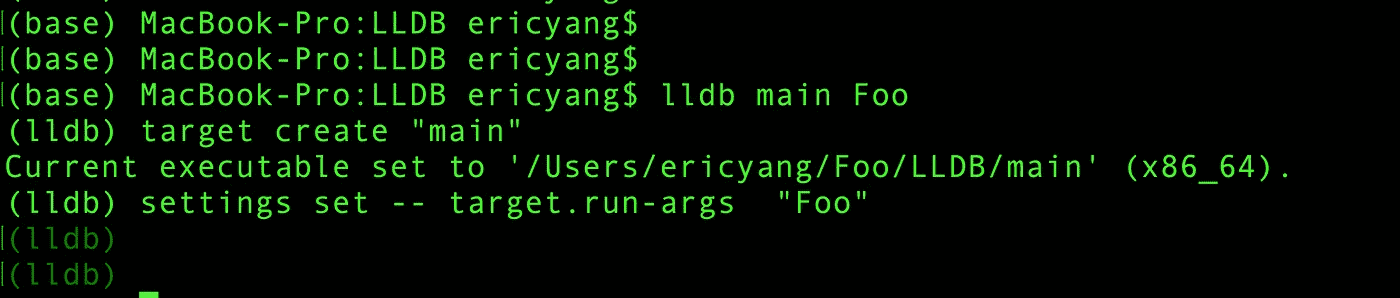 (base) MacBook-Pro:LLDB ericyang$
(base) MacBook-Pro:LLDB ericyang$
(base) MacBook-Pro:LLDB ericyang$ lldb main Foo
(lldb) target create "main"
Current executable set to '/Users/ericyang/Foo/LLDB/main' (x86_64).
(lldb) settings set -- target.run-args  "Foo"
(lldb)
(lldb)